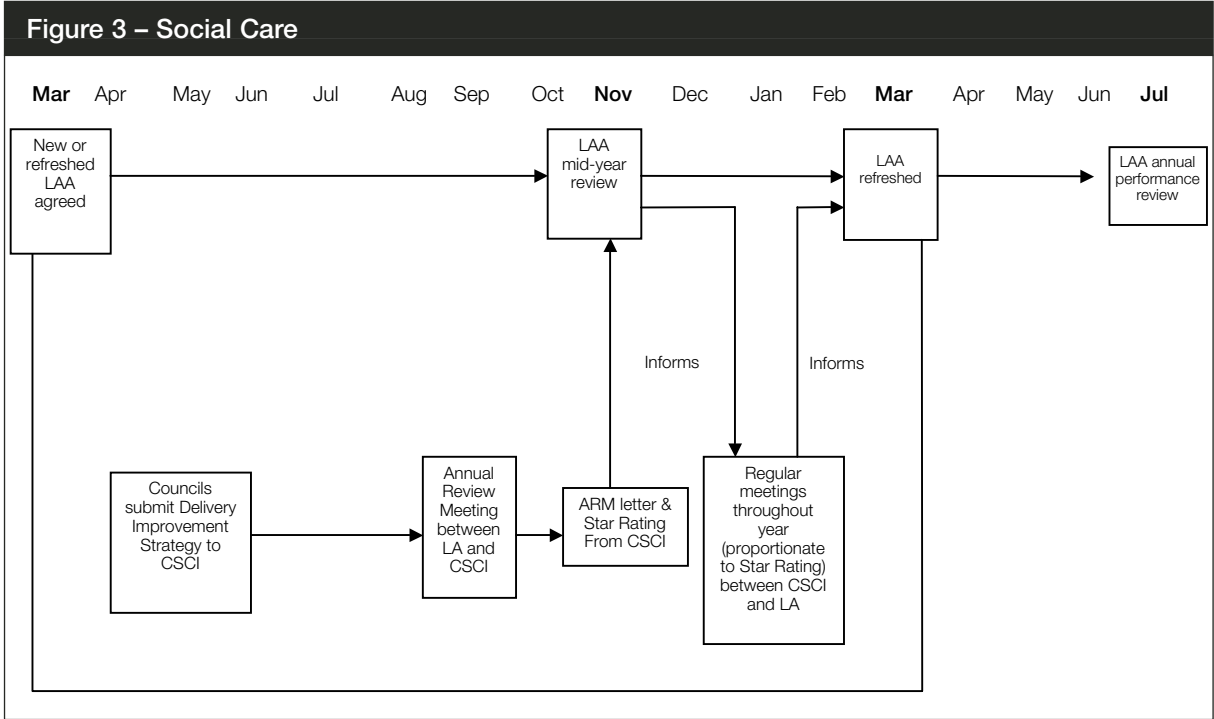 Figure 3 – Social Care
Mar Apr May Jun Jul Aug Sep Oct Nov Dec Jan Feb Mar Apr May Jun Jul
New or
refreshed
LAA
agreed
LAA
mid-year
review
LAA
refreshed
LAA annual
performance
review
Informs
Informs
Councils
submit Delivery
Improvement
Strategy to
CSCI
Annual
Review
Meeting
between
LA and
CSCI
ARM letter &
Star Rating
From CSCI
Regular
meetings
throughout
year
(proportionate
to Star Rating)
between CSCI
and LA